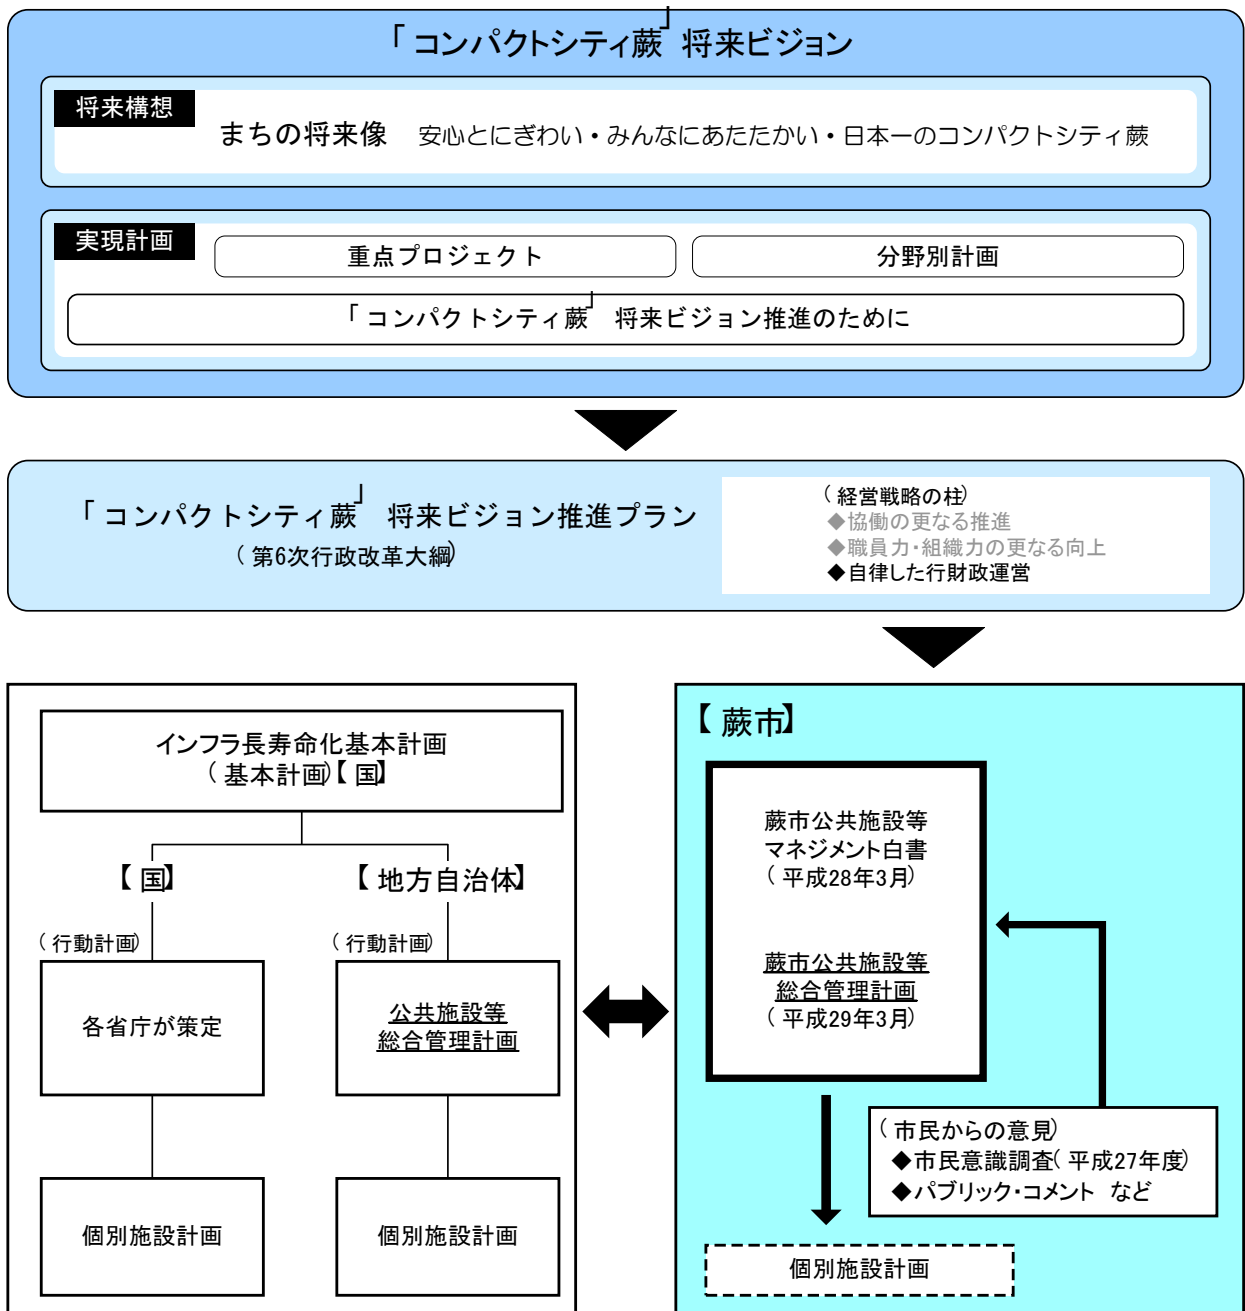 「コンパクトシティ蕨」将来ビジョン
将来構想
まちの将来像 安心とにぎわい・みんなにあたたかい・日本一のコンパクトシティ蕨
実現計画
重点プロジェクト
分野別計画
「コンパクトシティ蕨」将来ビジョン推進のために
「コンパクトシティ蕨」将来ビジョン推進プラン
(第6次行政改革大綱)
(経営戦略の柱)
◆協働の更なる推進
◆職員力・組織力の更なる向上
◆自律した行財政運営
インフラ長寿命化基本計画
(基本計画)【国】
【国】
【地方自治体】
(行動計画)
(行動計画)
各省庁が策定
公共施設等
総合管理計画
個別施設計画
個別施設計画
【蕨市】
蕨市公共施設等
マネジメント白書
(平成28年3月)
蕨市公共施設等
総合管理計画
(平成29年3月)
(市民からの意見)
◆市民意識調査(平成27年度)
◆パブリック・コメント など
個別施設計画